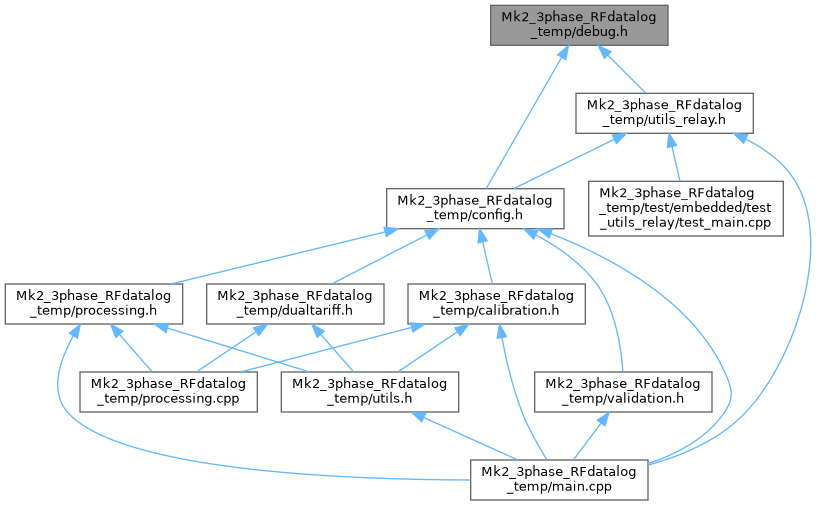 Mk2_3phase_RFdatalog
_temp/debug.h
Mk2_3phase_RFdatalog
_temp/utils_relay.h
Mk2_3phase_RFdatalog
_temp/config.h
Mk2_3phase_RFdatalog
_temp/test/embedded/test
_utils_relay/test_main.cpp
Mk2_3phase_RFdatalog
_temp/processing.h
Mk2_3phase_RFdatalog
_temp/dualtariff.h
Mk2_3phase_RFdatalog
_temp/calibration.h
Mk2_3phase_RFdatalog
_temp/processing.cpp
Mk2_3phase_RFdatalog
_temp/utils.h
Mk2_3phase_RFdatalog
_temp/validation.h
Mk2_3phase_RFdatalog
_temp/main.cpp